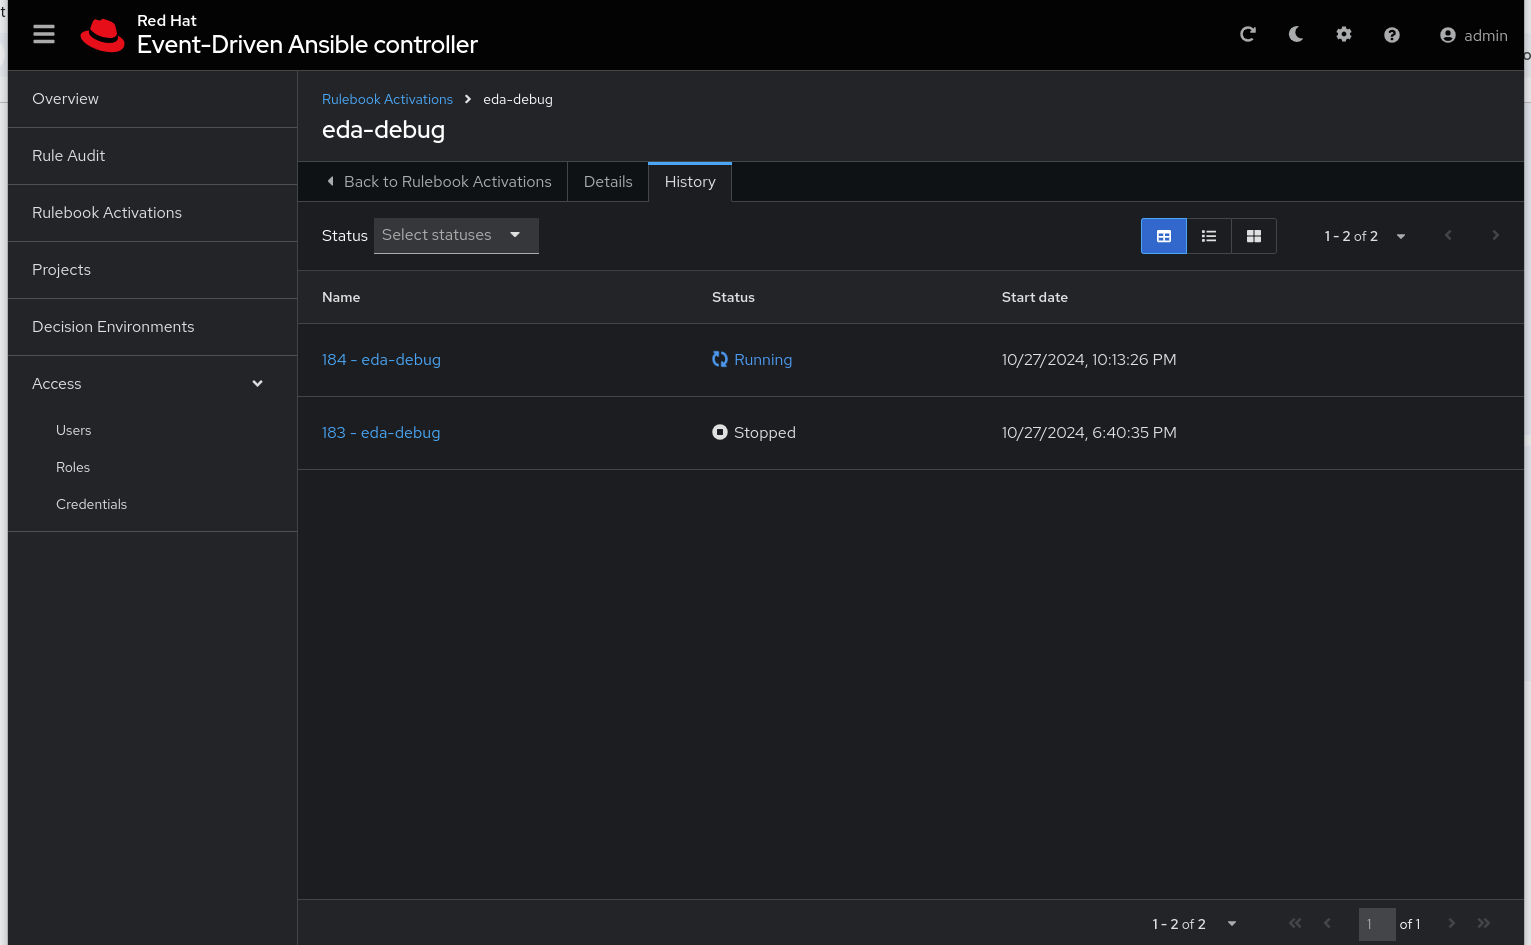 Red Hat
Event-Driven Ansible controller
admin
Overview
Rule Audit
Rulebook Activations
Projects
Decision Environments
Access
Users
Roles
Credentials
Rulebook Activations > eda-debug
eda-debug
Back to Rulebook Activations
Details
History
Status Select statuses
1 - 2 of 2
Name Status Start date
184 - eda-debug Running 10/27/2024, 10:13:26 PM
183 - eda-debug Stopped 10/27/2024, 6:40:35 PM
1 - 2 of 2
1 of 1